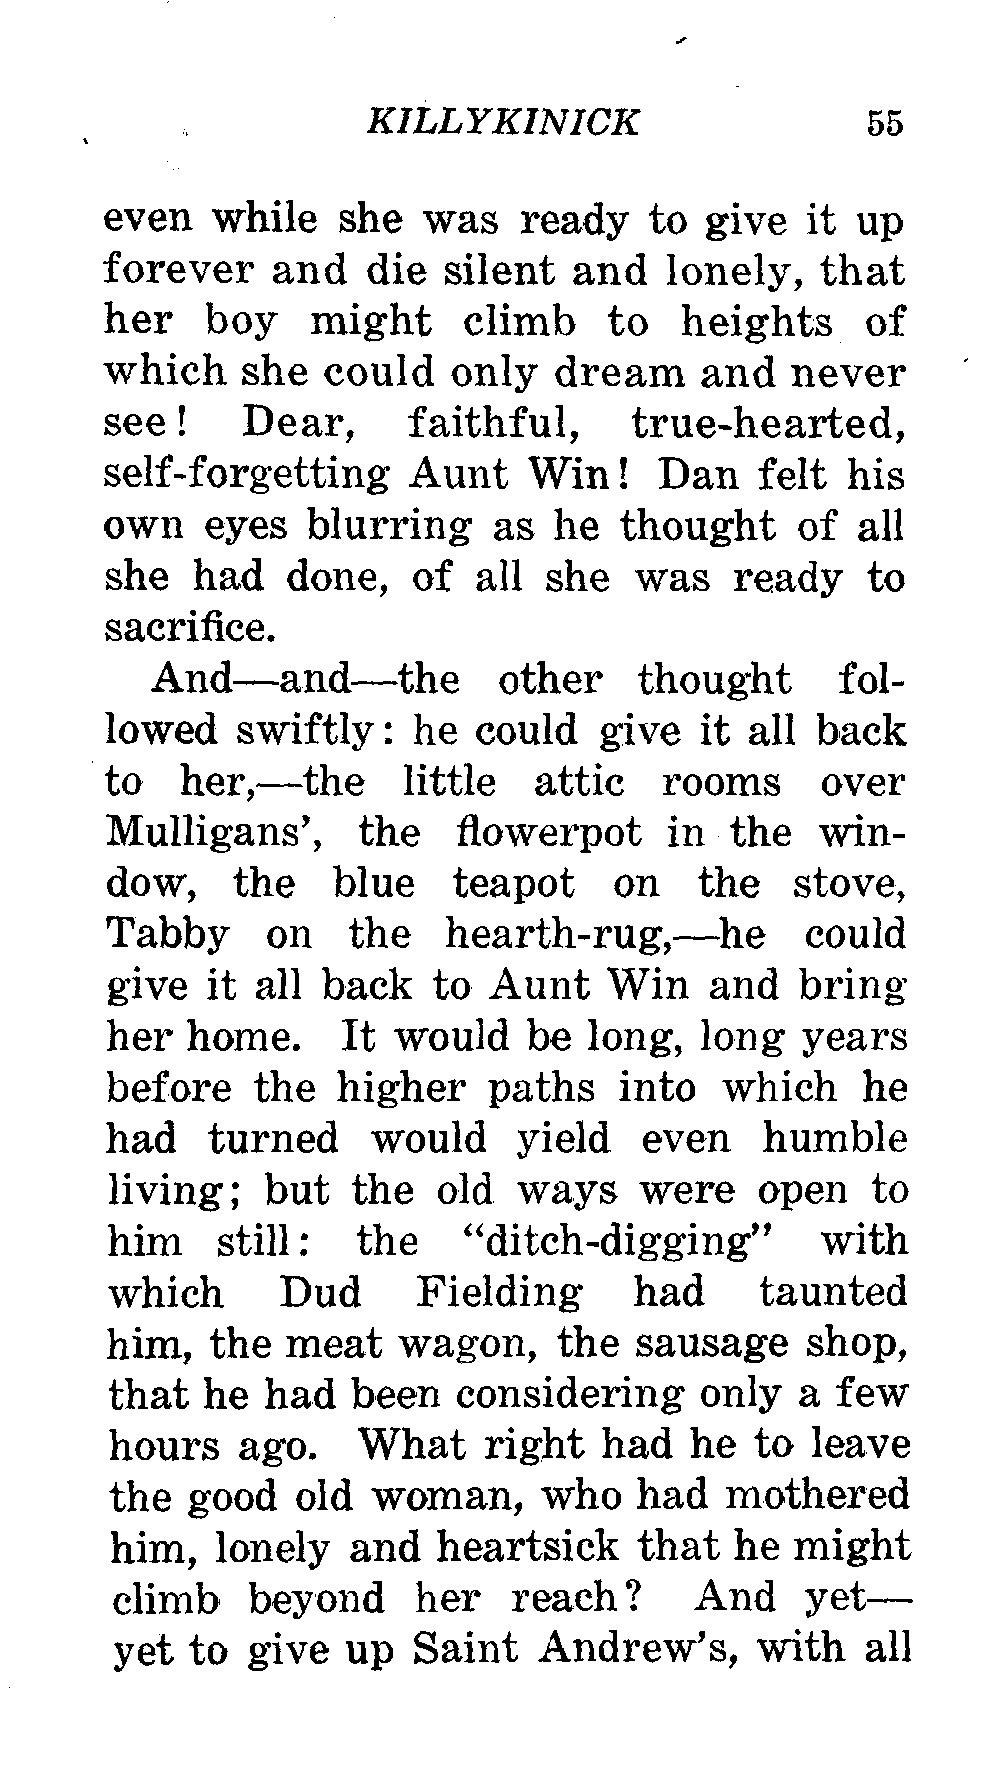 KILLYKINICK 55
even while she was ready to give it up
forever and die silent and lonely, that
her boy might climb to heights of
which she could only dream and never
see! Dear, faithful, true-hearted,
self-forgetting Aunt Win! Dan felt his
own eyes blurring as he thought of all
she had done, of all she was ready to
sacrifice.
And—and—the other thought fol-
lowed swiftly: he could give it all back
to her,—the little attic rooms over
Mulligans’, the flowerpot in the win-
dow, the blue teapot on the stove,
Tabby on the hearth-rug,—he could
give it all back to Aunt Win and bring
her home. It would be long, long years
before the higher paths into which he
had turned would yield even humble
living; but the old ways were open to
him still: the “ditch-digging” with
which Dud Fielding had taunted
him, the meat wagon, the sausage shop,
that he had been considering only a few
hours ago. What right had he to leave
the good old woman, who had mothered
him, lonely and heartsick that he might
climb beyond her reach? And yet—
yet to give up Saint Andrew’s, with all